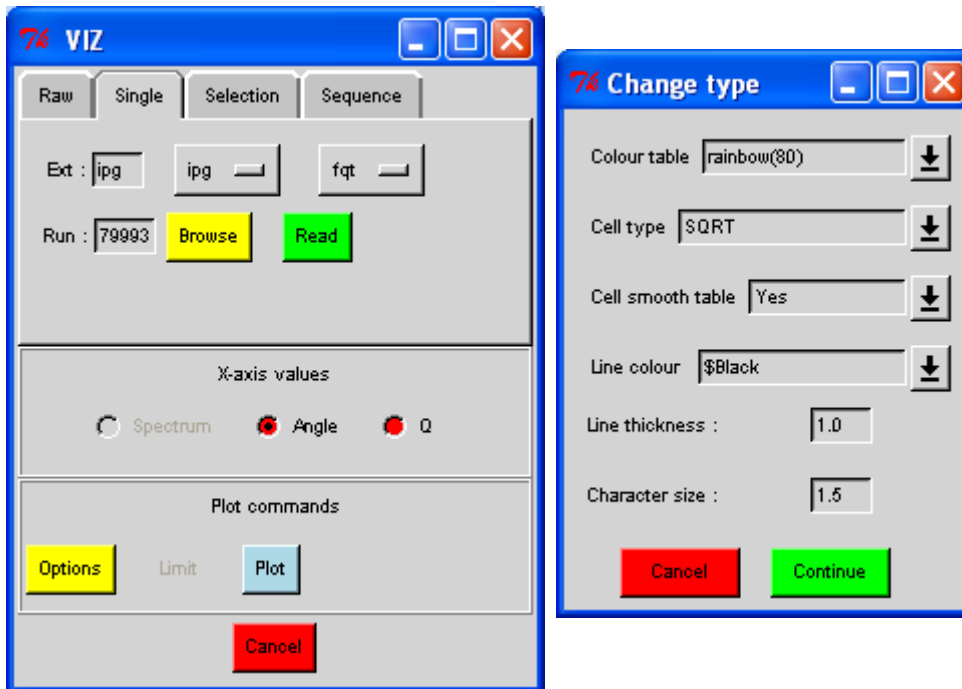 VIZ
Raw Single Selection Sequence
Ext : ipg ipg fqt
Run : 79993 Browse Read
X-axis values
Spectrum Angle Q
Plot commands
Options Limit Plot
Cancel
Change type
Colour table rainbow(80)
Cell type SQRT
Cell smooth table Yes
Line colour $Black
Line thickness : 1.0
Character size : 1.5
Cancel Continue